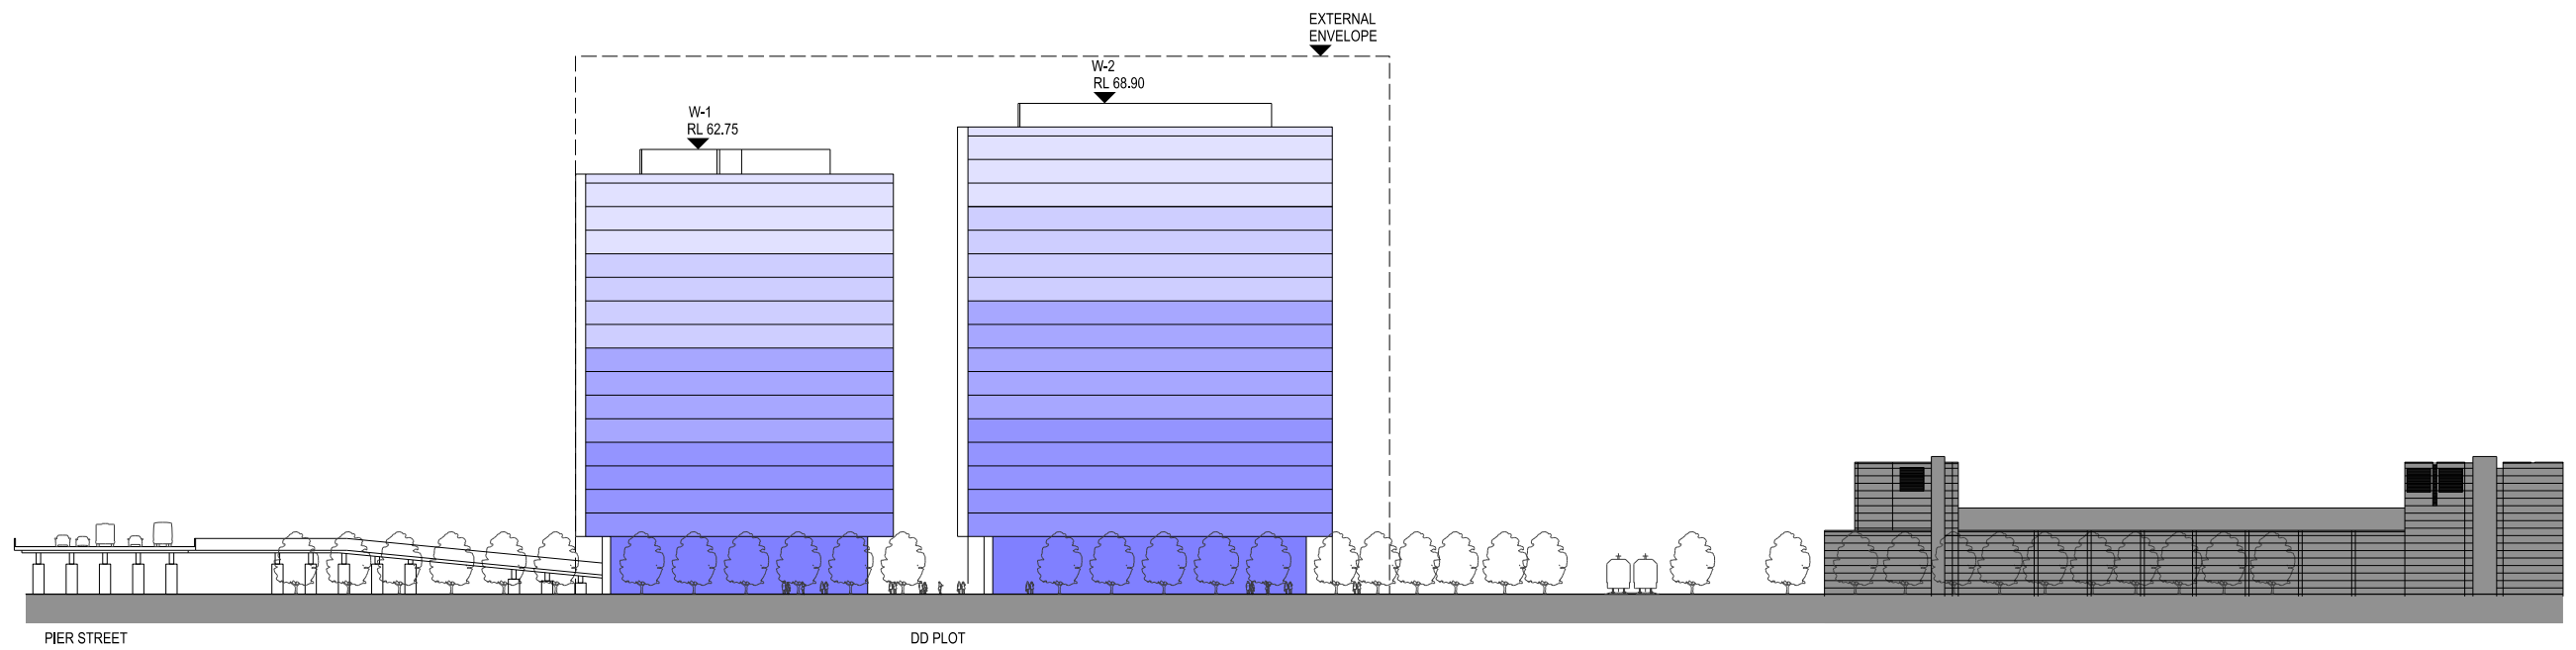 EXTERNAL
ENVELOPE
W-2
RL 68.90
W-1
RL 62.75
PIER STREET
DD PLOT